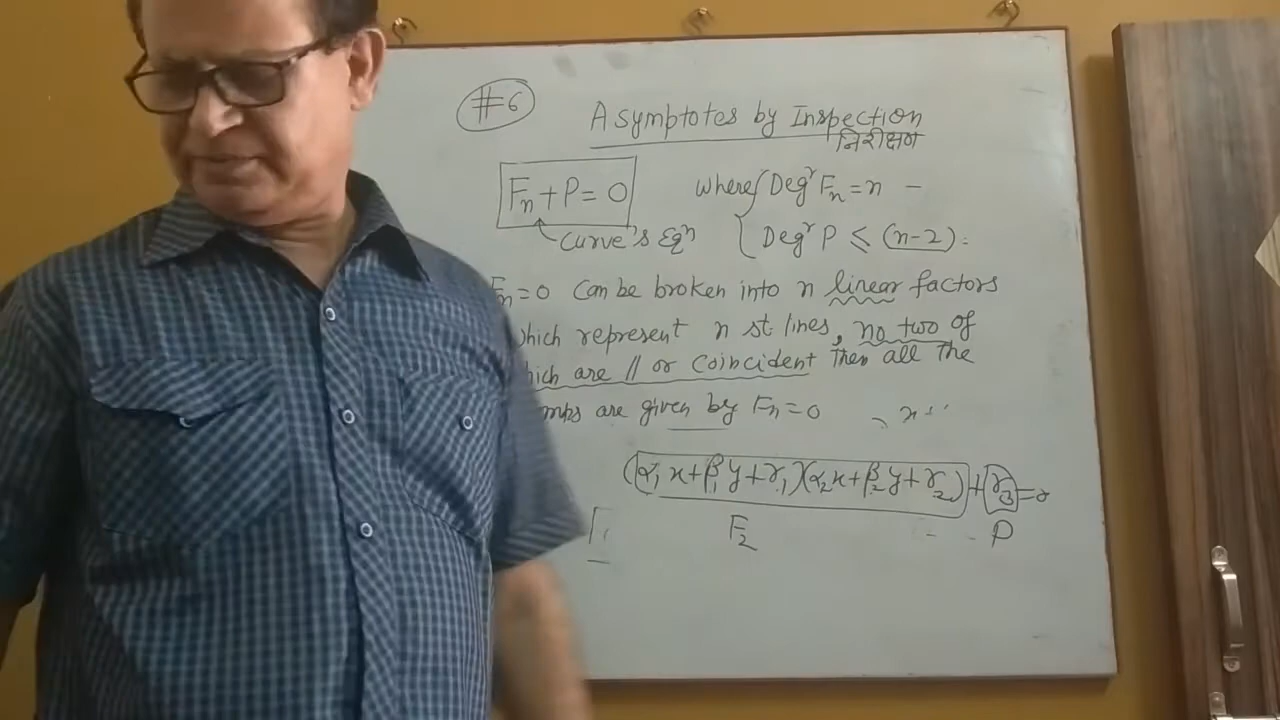 #6
Asymptotes by Inspection
निरीक्षण
Fn + P = 0 where Deg^r Fn = n –
Curve's Eqn Deg^r P ≤ (n-2).
Fn = 0 can be broken into n linear factors
which represent n st. lines, no two of
which are // or coincident then all the
are given by Fn = 0
(α₁x+β₁y+γ₁)(α₂x+β₂y+γ₂)+γ₃=0
F₂ P